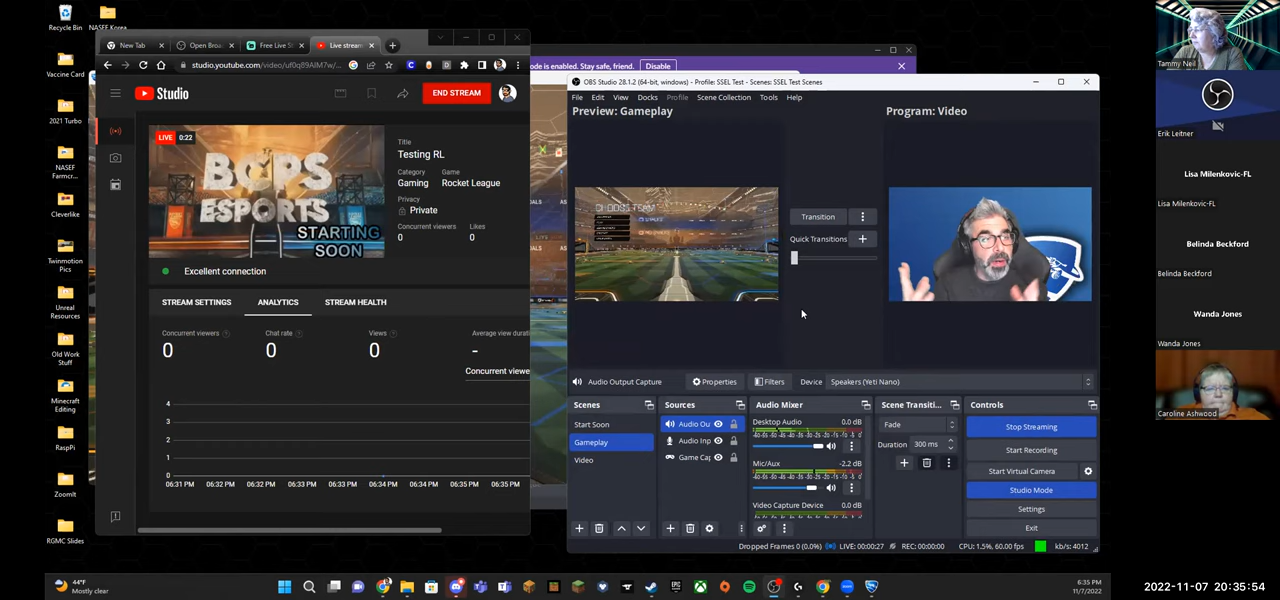 Recycle Bin
NASEF Korea
Vaccine Card
2021 Turbo
NASEF
Farmcr...
Cleverlike
Twinmotion
Pics
Unreal
Resources
Old Work
Stuff
Minecraft
Editing
RaspPi
ZoomIt
RGMC Slides
New Tab
Open Broa
Free Live St
Live stream
studio.youtube.com/video/uf0q89AIM7w/...
Studio
END STREAM
LIVE 0:22
BCPS
ESPORTS
STARTING
SOON
Title
Testing RL
Category
Gaming
Game
Rocket League
Privacy
Private
Concurrent viewers
0
Likes
0
Excellent connection
STREAM SETTINGS
ANALYTICS
STREAM HEALTH
Concurrent viewers
0
Chat rate
0
Views
0
Average view durati
-
Concurrent viewe
4
3
2
1
0
06:31 PM 06:32 PM 06:32 PM 06:33 PM 06:34 PM 06:34 PM 06:35 PM 06:35 PM
ode is enabled. Stay safe, friend.
Disable
OBS Studio 28.1.2 (64-bit, windows) - Profile: SSEL Test - Scenes: SSEL Test Scenes
File Edit View Docks Profile Scene Collection Tools Help
Preview: Gameplay
Program: Video
CHOOSE TEAM
Transition
Quick Transitions
Audio Output Capture
Properties
Filters
Device
Speakers (Yeti Nano)
Scenes
Start Soon
Gameplay
Video
Sources
Audio Ou
Audio Inp
Game Cap
Audio Mixer
Desktop Audio 0.0 dB
Mic/Aux -2.2 dB
Video Capture Device 0.0 dB
Scene Transiti...
Fade
Duration 300 ms
Controls
Stop Streaming
Start Recording
Start Virtual Camera
Studio Mode
Settings
Exit
Dropped Frames 0 (0.0%)
LIVE: 00:00:27
REC: 00:00:00
CPU: 1.5%, 60.00 fps
kb/s: 4012
44°F
Mostly clear
6:35 PM
11/7/2022
Tammy Neil
Erik Leitner
Lisa Milenkovic-FL
Lisa Milenkovic-FL
Belinda Beckford
Belinda Beckford
Wanda Jones
Wanda Jones
Caroline Ashwood
2022-11-07 20:35:54